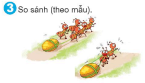 3 So sánh (theo mẫu).